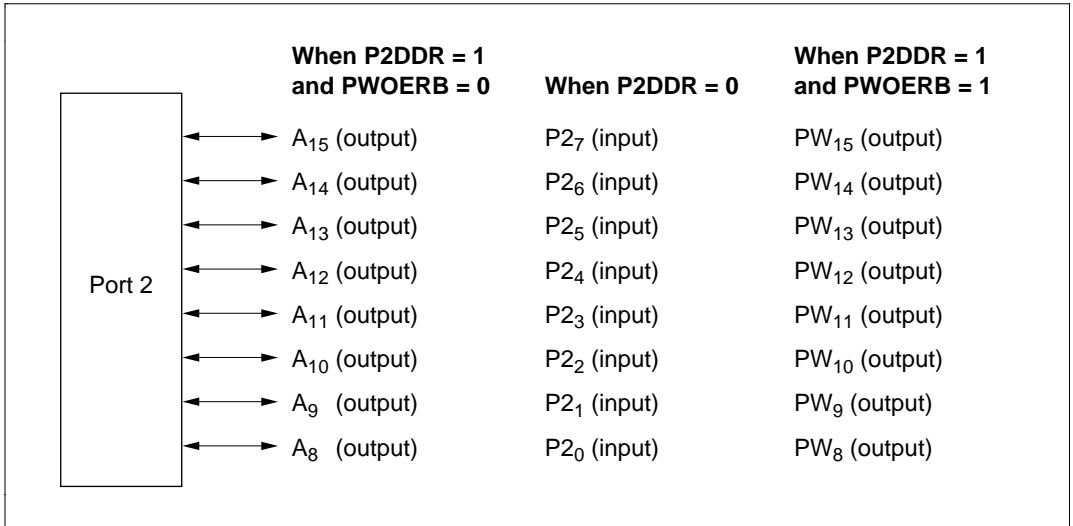 When P2DDR = 1 and PWOERB = 0
When P2DDR = 0
When P2DDR = 1 and PWOERB = 1
Port 2
A₁₅ (output) P2₇ (input) PW₁₅ (output)
A₁₄ (output) P2₆ (input) PW₁₄ (output)
A₁₃ (output) P2₅ (input) PW₁₃ (output)
A₁₂ (output) P2₄ (input) PW₁₂ (output)
A₁₁ (output) P2₃ (input) PW₁₁ (output)
A₁₀ (output) P2₂ (input) PW₁₀ (output)
A₉ (output) P2₁ (input) PW₉ (output)
A₈ (output) P2₀ (input) PW₈ (output)